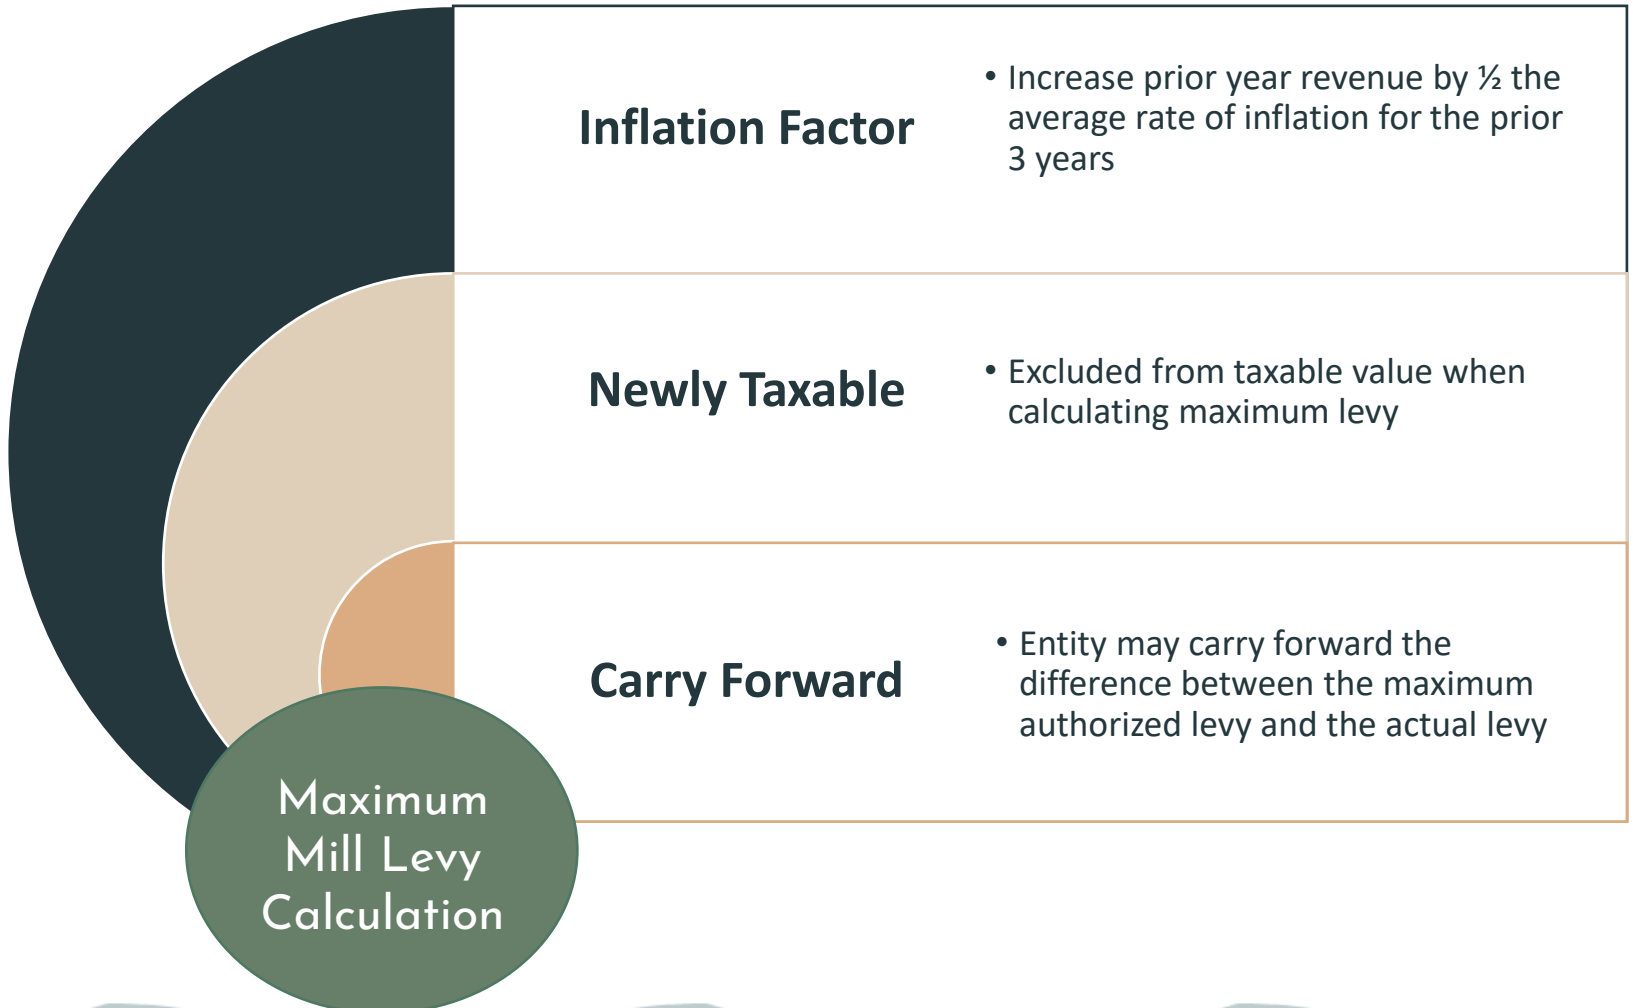 Inflation Factor
• Increase prior year revenue by ½ the
average rate of inflation for the prior
3 years
Newly Taxable
• Excluded from taxable value when
calculating maximum levy
Carry Forward
• Entity may carry forward the
difference between the maximum
authorized levy and the actual levy
Maximum
Mill Levy
Calculation